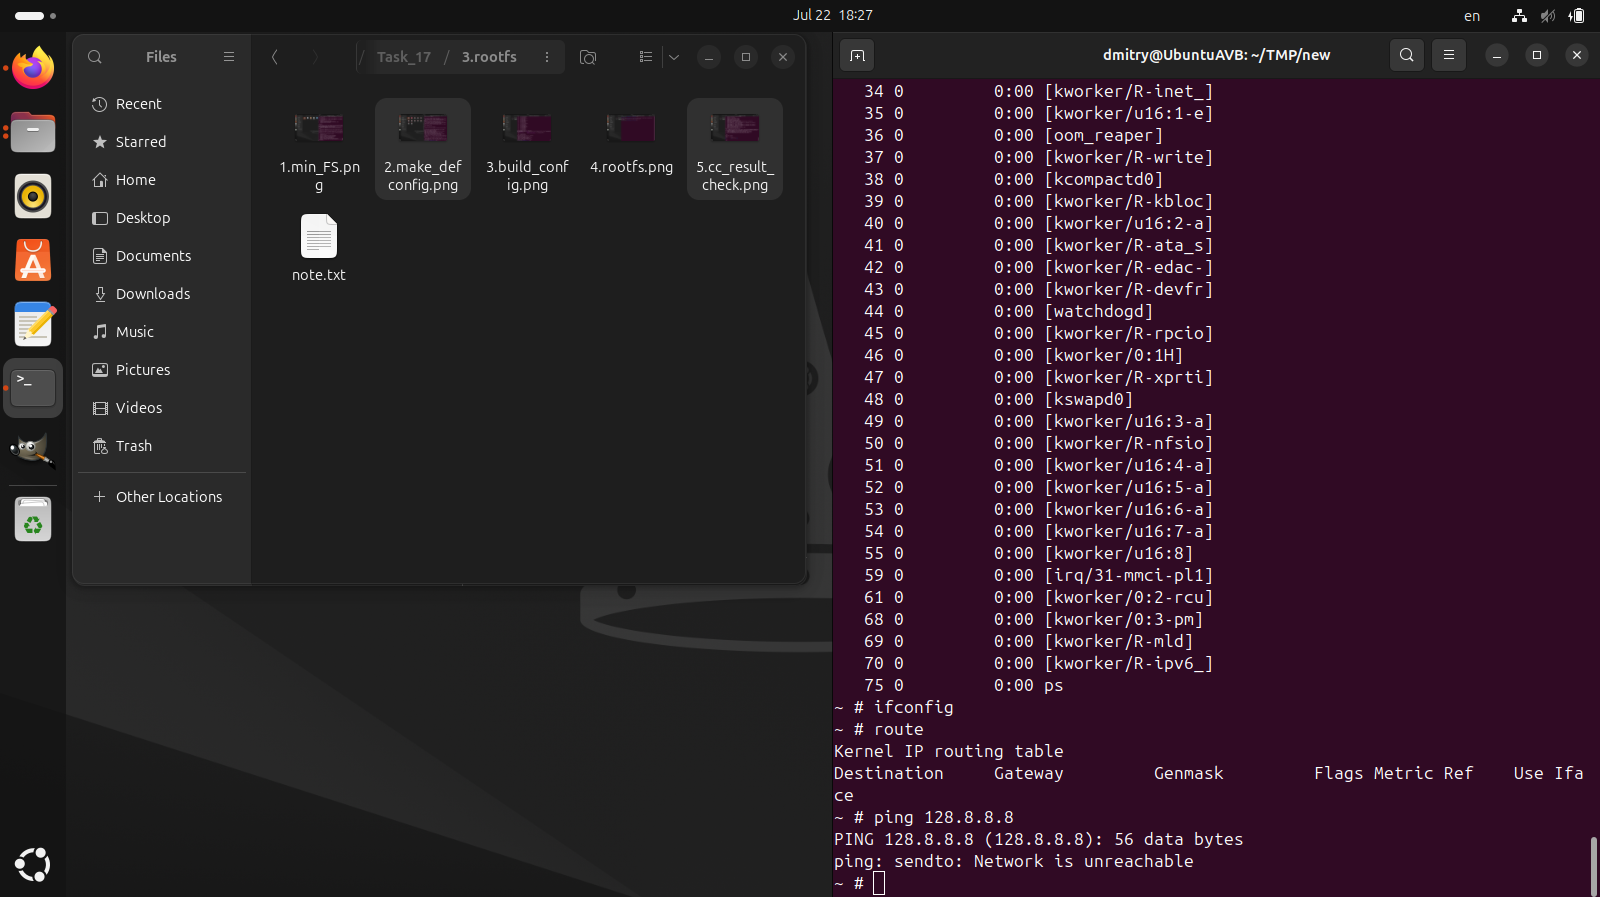 Jul 22 18:27
en
Files
/ Task_17 / 3.rootfs
Recent
Starred
Home
Desktop
Documents
Downloads
Music
Pictures
Videos
Trash
Other Locations
1.min_FS.pn
g
2.make_def
config.png
3.build_conf
ig.png
4.rootfs.png
5.cc_result_
check.png
note.txt
dmitry@UbuntuAVB: ~/TMP/new
34 0 0:00 [kworker/R-inet_]
35 0 0:00 [kworker/u16:1-e]
36 0 0:00 [oom_reaper]
37 0 0:00 [kworker/R-write]
38 0 0:00 [kcompactd0]
39 0 0:00 [kworker/R-kbloc]
40 0 0:00 [kworker/u16:2-a]
41 0 0:00 [kworker/R-ata_s]
42 0 0:00 [kworker/R-edac-]
43 0 0:00 [kworker/R-devfr]
44 0 0:00 [watchdogd]
45 0 0:00 [kworker/R-rpcio]
46 0 0:00 [kworker/0:1H]
47 0 0:00 [kworker/R-xprti]
48 0 0:00 [kswapd0]
49 0 0:00 [kworker/u16:3-a]
50 0 0:00 [kworker/R-nfsio]
51 0 0:00 [kworker/u16:4-a]
52 0 0:00 [kworker/u16:5-a]
53 0 0:00 [kworker/u16:6-a]
54 0 0:00 [kworker/u16:7-a]
55 0 0:00 [kworker/u16:8]
59 0 0:00 [irq/31-mmci-pl1]
61 0 0:00 [kworker/0:2-rcu]
68 0 0:00 [kworker/0:3-pm]
69 0 0:00 [kworker/R-mld]
70 0 0:00 [kworker/R-ipv6_]
75 0 0:00 ps
~ # ifconfig
~ # route
Kernel IP routing table
Destination Gateway Genmask Flags Metric Ref Use Ifa
ce
~ # ping 128.8.8.8
PING 128.8.8.8 (128.8.8.8): 56 data bytes
ping: sendto: Network is unreachable
~ #